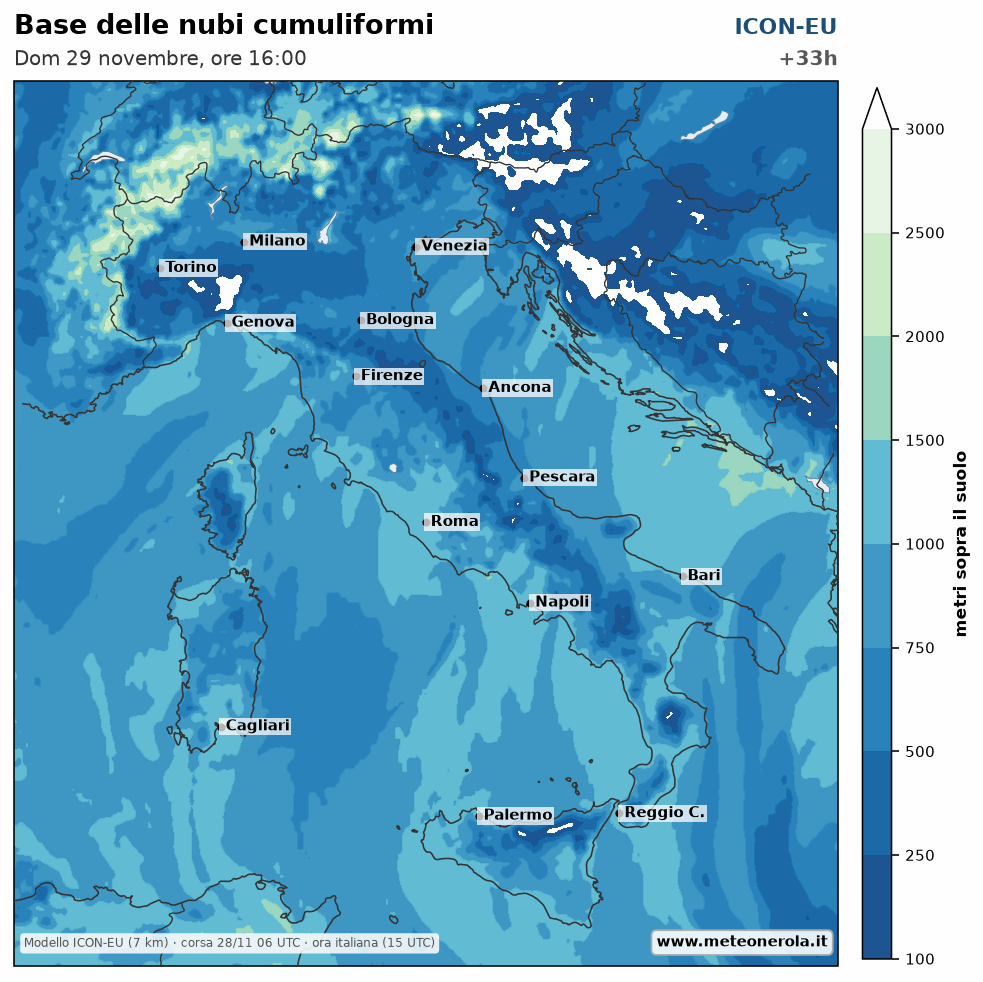 Base delle nubi cumuliformi
ICON-EU
Dom 29 novembre, ore 16:00
+33h
3000
2500
2000
1500
1000
750
500
250
100
metri sopra il suolo
Milano
Venezia
Torino
Genova
Bologna
Firenze
Ancona
Pescara
Roma
Bari
Napoli
Cagliari
Palermo
Reggio C.
Modello ICON-EU (7 km) · corsa 28/11 06 UTC · ora italiana (15 UTC)
www.meteonerola.it